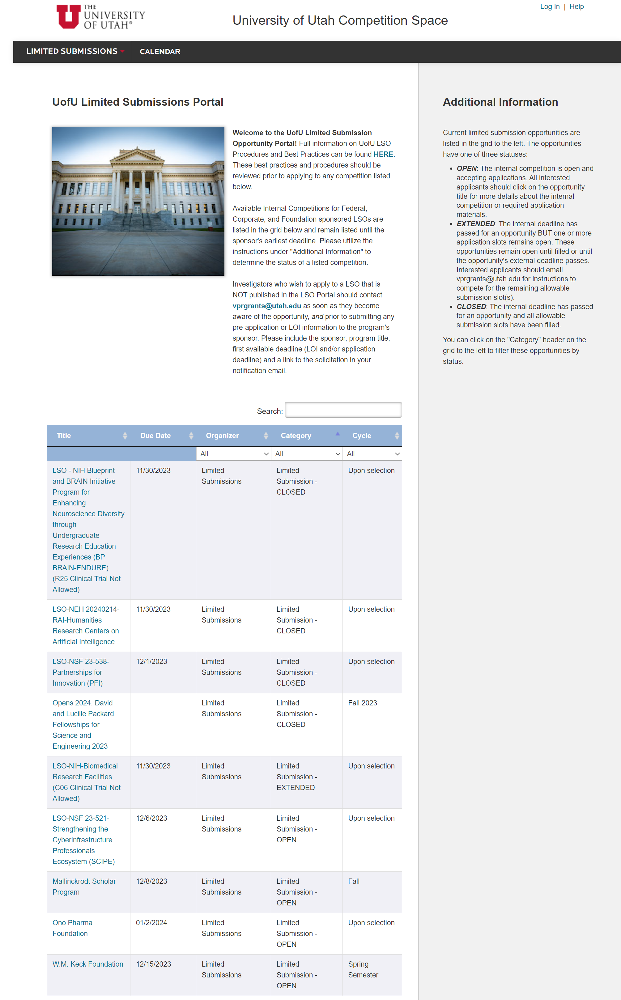 THE
UNIVERSITY
OF UTAH®
University of Utah Competition Space
Log In | Help
LIMITED SUBMISSIONS CALENDAR
UofU Limited Submissions Portal
Welcome to the UofU Limited Submission
Opportunity Portal! Full information on UofU LSO
Procedures and Best Practices can be found HERE.
These best practices and procedures should be
reviewed prior to applying to any competition listed
below.
Available Internal Competitions for Federal,
Corporate, and Foundation sponsored LSOs are
listed in the grid below and remain listed until the
sponsor's earliest deadline. Please utilize the
instructions under "Additional Information" to
determine the status of a listed competition.
Investigators who wish to apply to a LSO that is
NOT published in the LSO Portal should contact
vprgrants@utah.edu as soon as they become
aware of the opportunity, and prior to submitting any
pre-application or LOI information to the program's
sponsor. Please include the sponsor, program title,
first available deadline (LOI and/or application
deadline) and a link to the solicitation in your
notification email.
Additional Information
Current limited submission opportunities are
listed in the grid to the left. The opportunities
have one of three statuses:
• OPEN: The internal competition is open and
accepting applications. All interested
applicants should click on the opportunity
title for more details about the internal
competition or required application
materials.
• EXTENDED: The internal deadline has
passed for an opportunity BUT one or more
application slots remains open. These
opportunities remain open until filled or until
the opportunity's external deadline passes.
Interested applicants should email
vprgrants@utah.edu for instructions to
compete for the remaining allowable
submission slot(s).
• CLOSED: The internal deadline has passed
for an opportunity and all allowable
submission slots have been filled.
You can click on the "Category" header on the
grid to the left to filter these opportunities by
status.
Search:
Title Due Date Organizer Category Cycle
All All All
LSO - NIH Blueprint 11/30/2023 Limited Limited Upon selection
and BRAIN Initiative Submissions Submission -
Program for CLOSED
Enhancing
Neuroscience Diversity
through
Undergraduate
Research Education
Experiences (BP
BRAIN-ENDURE)
(R25 Clinical Trial Not
Allowed)
LSO-NEH 20240214- 11/30/2023 Limited Limited Upon selection
RAI-Humanities Submissions Submission -
Research Centers on CLOSED
Artificial Intelligence
LSO-NSF 23-538- 12/1/2023 Limited Limited Upon selection
Partnerships for Submissions Submission -
Innovation (PFI) CLOSED
Opens 2024: David Limited Limited Fall 2023
and Lucille Packard Submissions Submission -
Fellowships for CLOSED
Science and
Engineering 2023
LSO-NIH-Biomedical 11/30/2023 Limited Limited Upon selection
Research Facilities Submissions Submission -
(C06 Clinical Trial Not EXTENDED
Allowed)
LSO-NSF 23-521- 12/6/2023 Limited Limited Upon selection
Strengthening the Submissions Submission -
Cyberinfrastructure OPEN
Professionals
Ecosystem (SCIPE)
Mallinckrodt Scholar 12/8/2023 Limited Limited Fall
Program Submissions Submission -
OPEN
Ono Pharma 01/2/2024 Limited Limited Upon selection
Foundation Submissions Submission -
OPEN
W.M. Keck Foundation 12/15/2023 Limited Limited Spring
Submissions Submission - Semester
OPEN